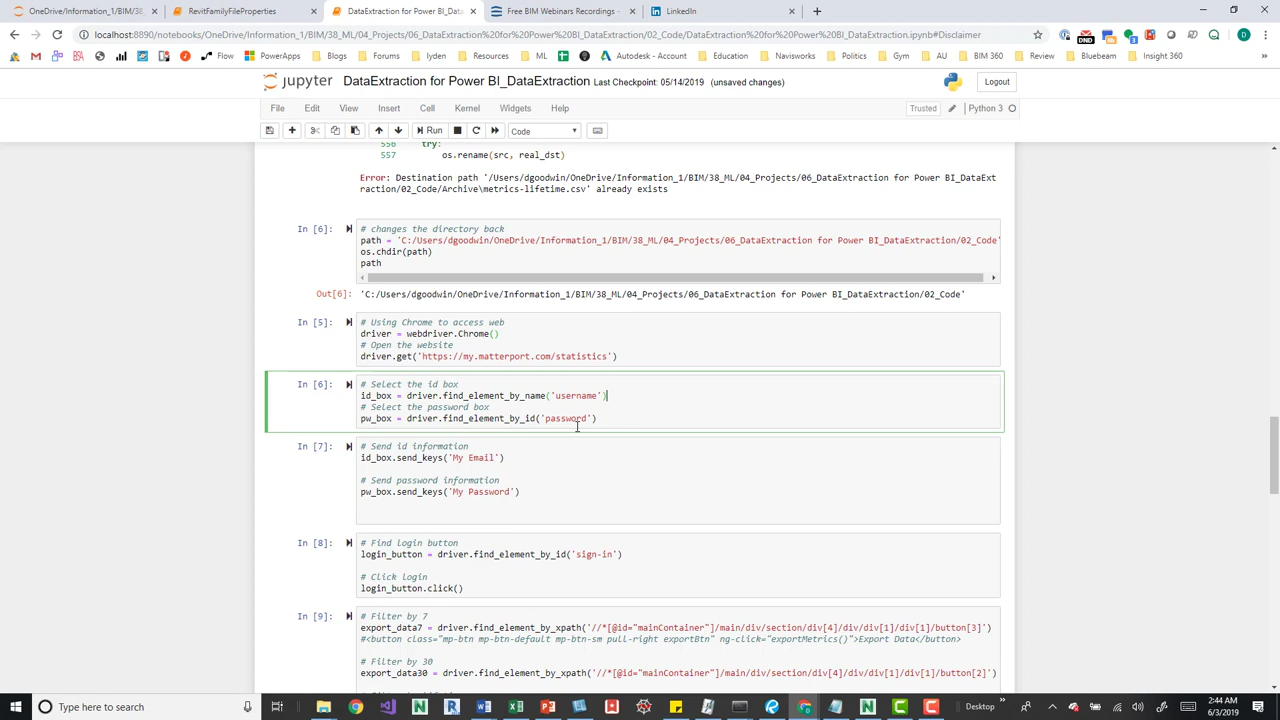 OneDrive/Information_1/BIM/38_M
RevitFamilyFileProperties
DataExtraction for Power BI_Data
Free BIM Webinars Recordings -
LinkedIn
localhost:8890/notebooks/OneDrive/Information_1/BIM/38_ML/04_Projects/06_DataExtraction%20for%20Power%20BI_DataExtraction/02_Code/DataExtraction%20for%20Power%20BI_DataExtraction.ipynb#Disclaimer
Flow
PowerApps
Blogs
Forums
lyden
Resources
ML
Autodesk - Account
Education
Navisworks
Politics
Gym
AU
BIM 360
Review
Bluebeam
Insight 360
jupyter
DataExtraction for Power BI_DataExtraction Last Checkpoint: 05/14/2019 (unsaved changes)
Logout
File Edit View Insert Cell Kernel Widgets Help
Trusted
Python 3
Run
Code
556 try:
557 os.rename(src, real_dst)
Error: Destination path '/Users/dgoodwin/OneDrive/Information_1/BIM/38_ML/04_Projects/06_DataExtraction for Power BI_DataExt
raction/02_Code/Archive\metrics-lifetime.csv' already exists
In [6]:
# changes the directory back
path = 'C:/Users/dgoodwin/OneDrive/Information_1/BIM/38_ML/04_Projects/06_DataExtraction for Power BI_DataExtraction/02_Code'
os.chdir(path)
path
Out[6]: 'C:/Users/dgoodwin/OneDrive/Information_1/BIM/38_ML/04_Projects/06_DataExtraction for Power BI_DataExtraction/02_Code'
In [5]:
# Using Chrome to access web
driver = webdriver.Chrome()
# Open the website
driver.get('https://my.matterport.com/statistics')
In [6]:
# Select the id box
id_box = driver.find_element_by_name('username')
# Select the password box
pw_box = driver.find_element_by_id('password')
In [7]:
# Send id information
id_box.send_keys('My Email')
# Send password information
pw_box.send_keys('My Password')
In [8]:
# Find login button
login_button = driver.find_element_by_id('sign-in')
# Click login
login_button.click()
In [9]:
# Filter by 7
export_data7 = driver.find_element_by_xpath('//*[@id="mainContainer"]/main/div/section/div[4]/div/div[1]/div[1]/button[3]')
#<button class="mp-btn mp-btn-default mp-btn-sm pull-right exportBtn" ng-click="exportMetrics()">Export Data</button>
# Filter by 30
export_data30 = driver.find_element_by_xpath('//*[@id="mainContainer"]/main/div/section/div[4]/div/div[1]/div[1]/button[2]')
Type here to search
Desktop
2:44 AM
6/3/2019